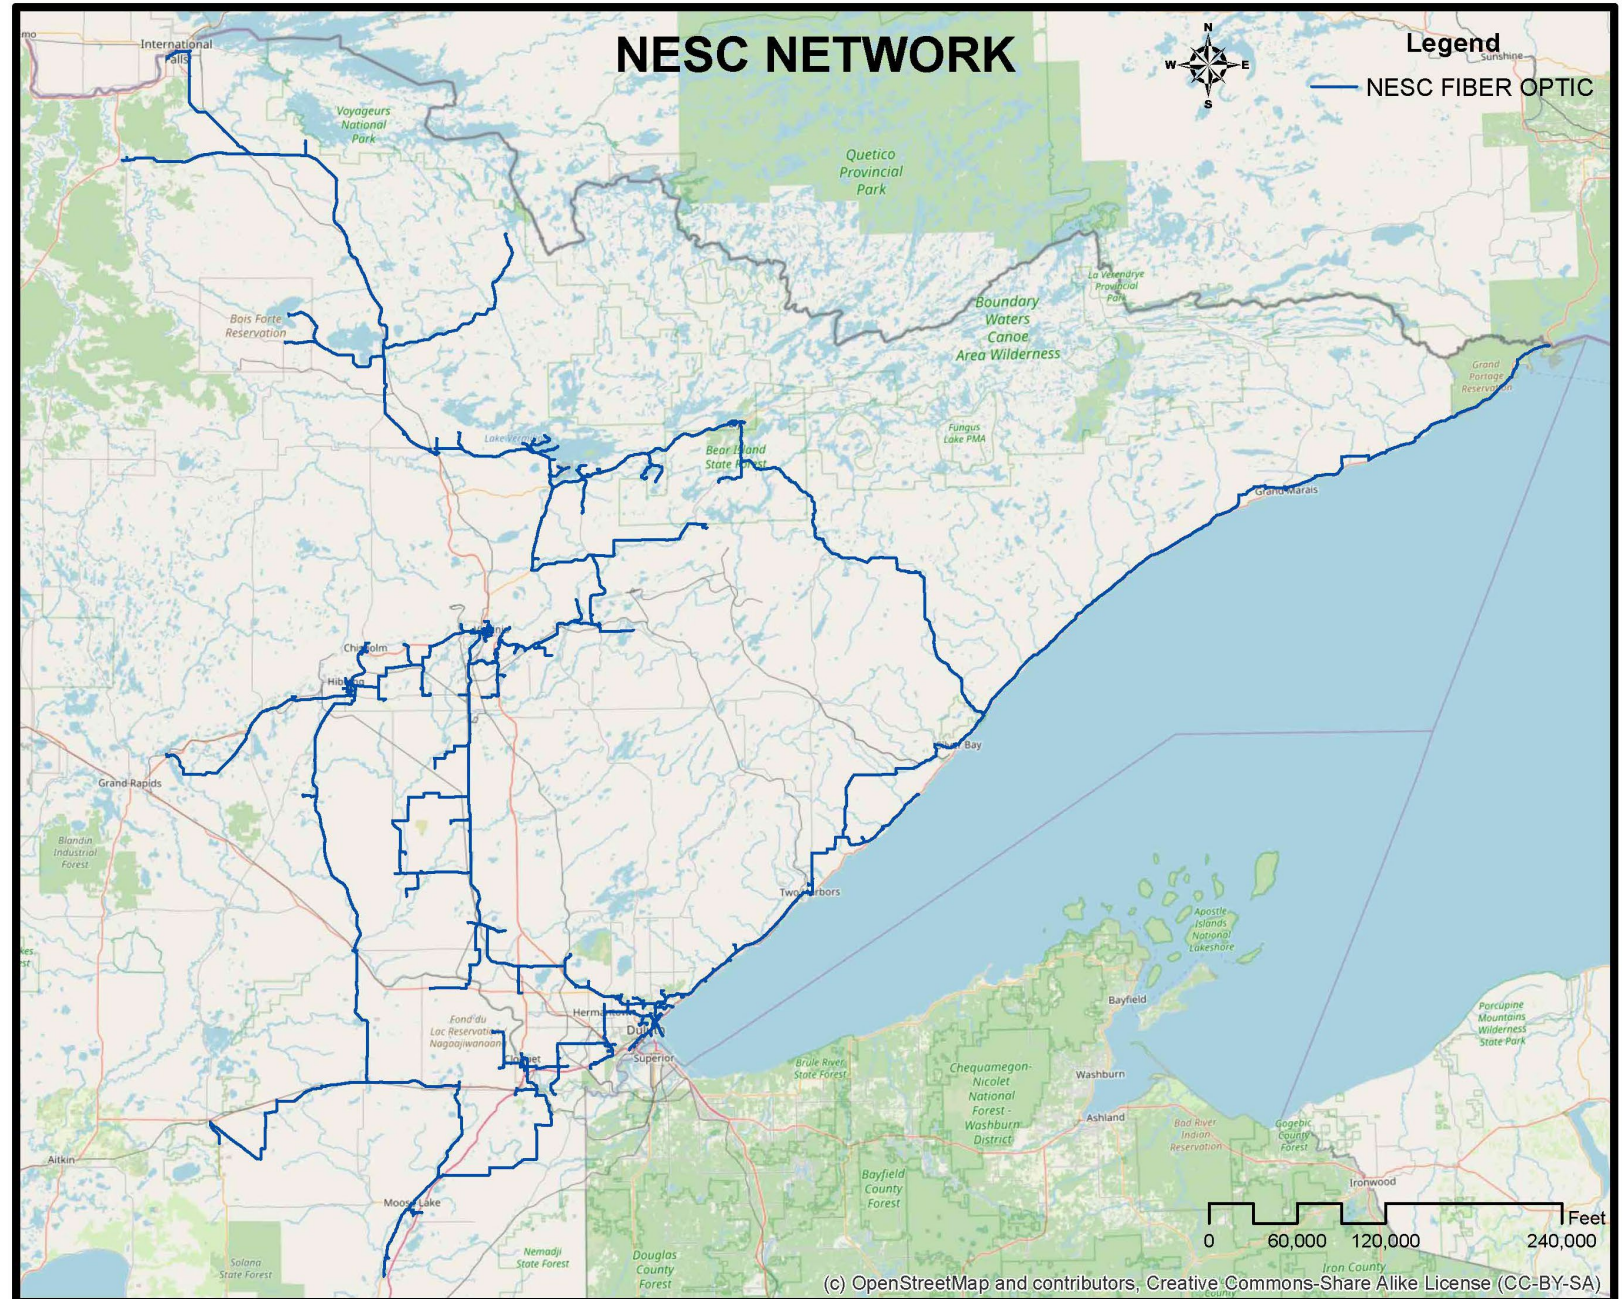 NESC NETWORK
N
W
E
S
Legend
NESC FIBER OPTIC
International
Falls
Sunshine
Voyageurs
National
Park
Quetico
Provincial
Park
La Verendrye
Provincial
Park
Boundary
Waters
Canoe
Area Wilderness
Bois Forte
Reservation
Grand
Portage
Reservation
Fungus
Lake PMA
Bear Island
State Forest
Grand Marais
Chisholm
Hibbing
Silver Bay
Grand Rapids
Blandin
Industrial
Forest
Two Harbors
Apostle
Islands
National
Lakeshore
Bayfield
Porcupine
Mountains
Wilderness
State Park
Hermantown
Duluth
Fond du
Lac Reservation
Nagaajiwanaang
Cloquet
Superior
Brule River
State Forest
Chequamegon-
Nicolet
National
Forest -
Washburn
District
Washburn
Ashland
Bad River
Indian
Reservation
Gogebic
County
Forest
Aitkin
Bayfield
County
Forest
Ironwood
Moose Lake
Solana
State Forest
Nemadji
State Forest
Douglas
County
Forest
Iron County
Feet
0
60,000
120,000
240,000
(c) OpenStreetMap and contributors, Creative Commons-Share Alike License (CC-BY-SA)